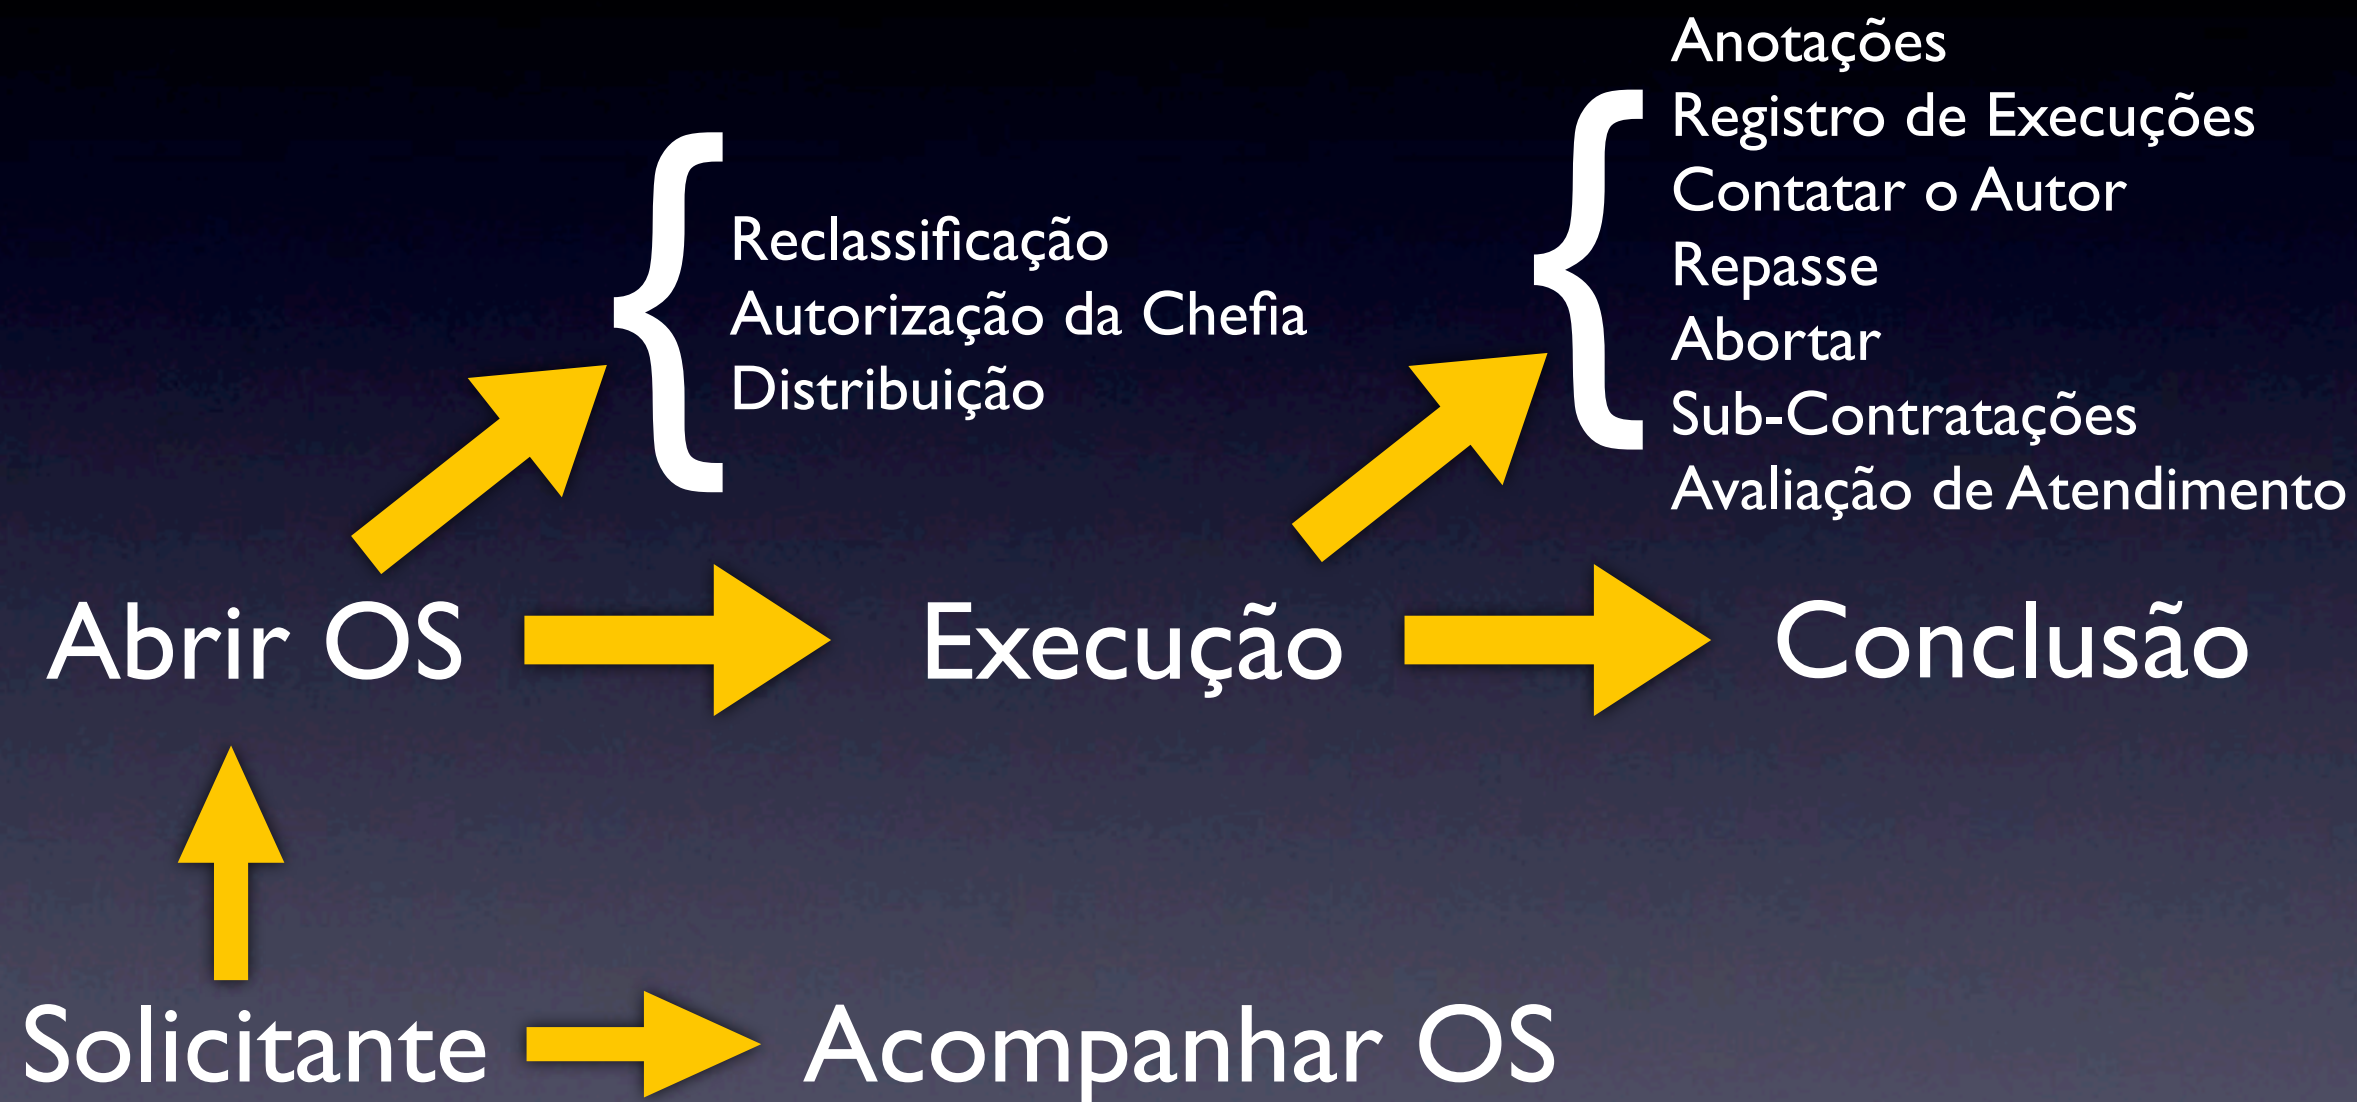 Anotações
Registro de Execuções
Contatar o Autor
Repasse
Abortar
Sub-Contratações
Avaliação de Atendimento
Reclassificação
Autorização da Chefia
Distribuição
Abrir OS
Execução
Conclusão
Solicitante
Acompanhar OS